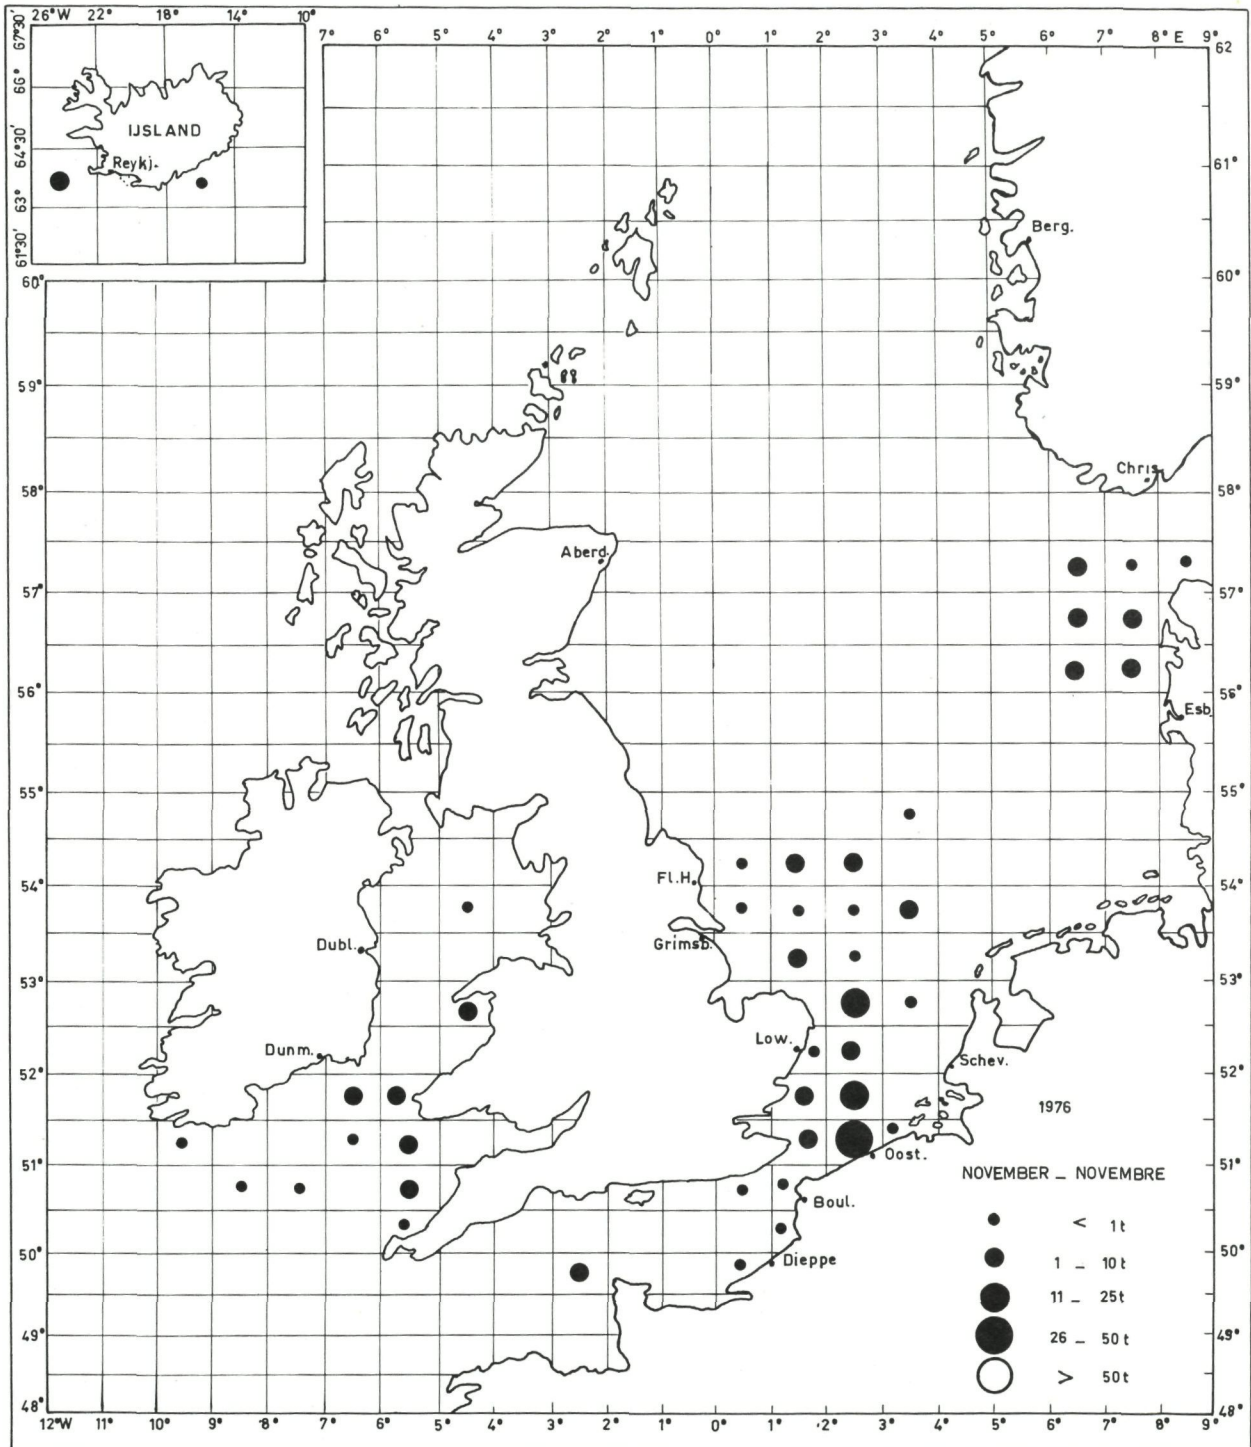 26°W 22° 18° 14° 10°
67°30'
66°
64°30'
63°
61°30'
IJSLAND
Reykj.
7° 6° 5° 4° 3° 2° 1° 0° 1° 2° 3° 4° 5° 6° 7° 8° E 9°
62
61°
60°
60°
59°
59°
58°
58°
57°
57°
56°
56°
55°
55°
54°
54°
53°
53°
52°
52°
51°
51°
50°
50°
49°
49°
48°
48°
Berg.
Chris
Aberd.
Esb
Fl.H.
Grimsb.
Dubl.
Low.
Dunm.
Schev.
1976
Oost.
Boul.
Dieppe
NOVEMBER _ NOVEMBRE
< 1t
1 _ 10t
11 _ 25t
26 _ 50t
> 50t
12°W 10° 9° 8° 7° 6° 5° 4° 3° 2° 1° 0° 1° 2° 3° 4° 5° 6° 7° 8° 9°